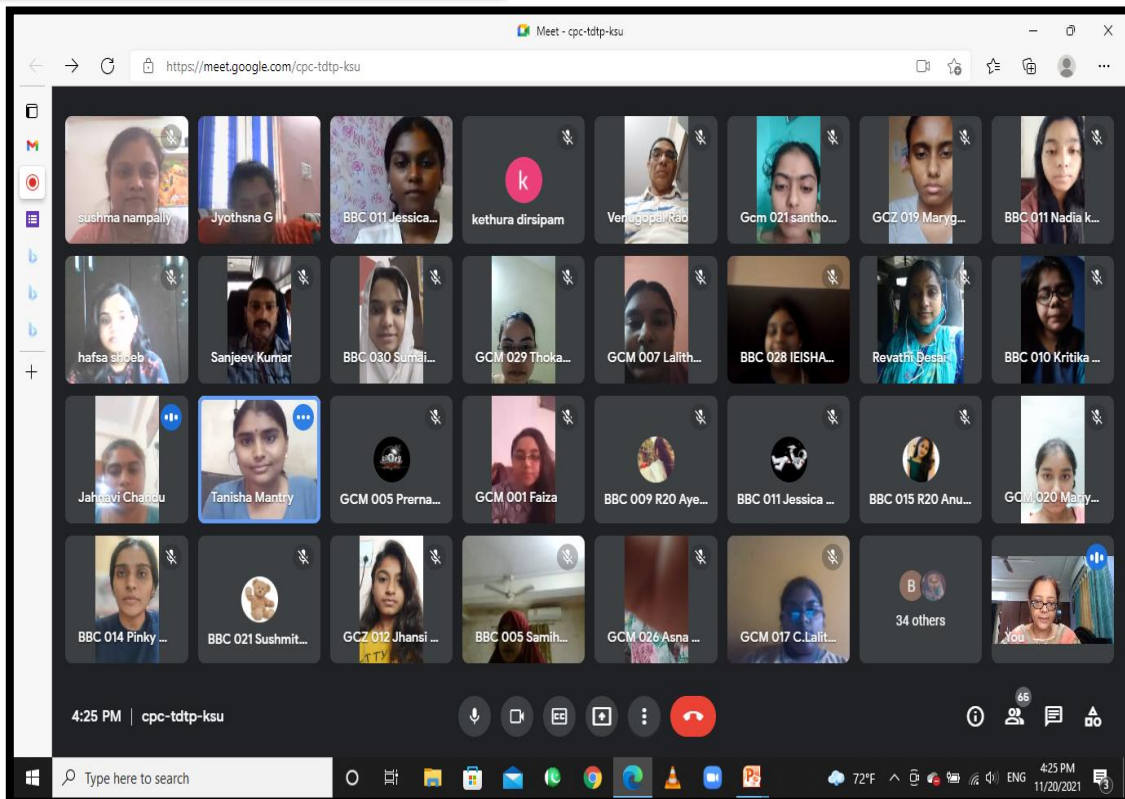 Meet - cpc-tdtp-ksu
https://meet.google.com/cpc-tdtp-ksu
sushma nampally
Jyothsna G
BBC 011 Jessica...
k
kethura dirsipam
Venugopal Rao
Gcm 021 santho...
GCZ 019 Maryg...
BBC 011 Nadia k...
hafsa shoeb
Sanjeev Kumar
BBC 030 Sumai...
GCM 029 Thoka...
GCM 007 Lalith...
BBC 028 IEISHA...
Revathi Desai
BBC 010 Kritika ...
Jahnavi Chandu
Tanisha Mantry
GCM 005 Prerna...
GCM 001 Faiza
BBC 009 R20 Aye...
BBC 011 Jessica ...
BBC 015 R20 Anu...
GCM 020 Mariy...
BBC 014 Pinky ...
BBC 021 Sushmit...
GCZ 012 Jhansi ...
BBC 005 Samih...
GCM 026 Asna ...
GCM 017 C.Lalit...
B
34 others
You
4:25 PM | cpc-tdtp-ksu
CC
65
Type here to search
72°F
ENG
4:25 PM
11/20/2021
3